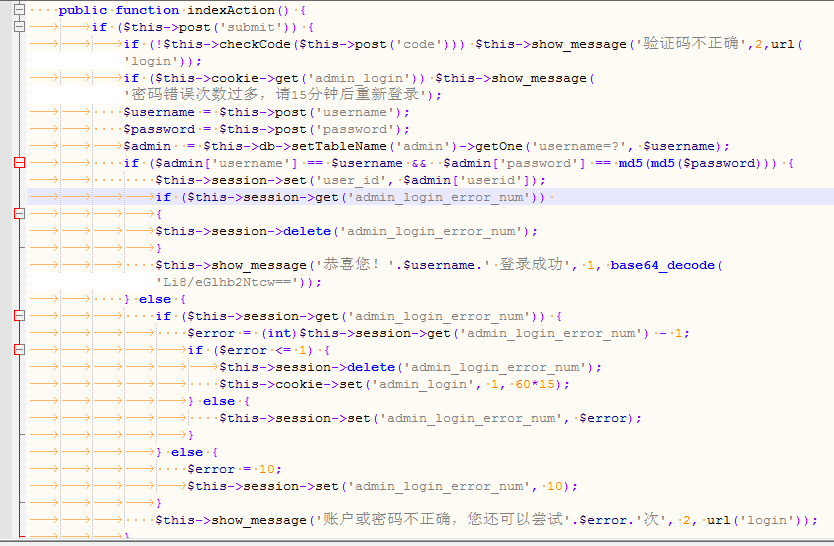 public function indexAction() {
if ($this->post('submit')) {
if (!$this->checkCode($this->post('code'))) $this->show_message('验证码不正确',2,url(
'login'));
if ($this->cookie->get('admin_login')) $this->show_message(
'密码错误次数过多，请15分钟后重新登录');
$username = $this->post('username');
$password = $this->post('password');
$admin  = $this->db->setTableName('admin')->getOne('username=?', $username);
if ($admin['username'] == $username &&  $admin['password'] == md5(md5($password))) {
$this->session->set('user_id', $admin['userid']);
if ($this->session->get('admin_login_error_num'))
{
$this->session->delete('admin_login_error_num');
}
$this->show_message('恭喜您！'.$username.' 登录成功', 1, base64_decode(
'Li8/eGlhb2Ntcw=='));
} else {
if ($this->session->get('admin_login_error_num')) {
$error = (int)$this->session->get('admin_login_error_num') - 1;
if ($error <= 1) {
$this->session->delete('admin_login_error_num');
$this->cookie->set('admin_login', 1, 60*15);
} else {
$this->session->set('admin_login_error_num', $error);
}
} else {
$error = 10;
$this->session->set('admin_login_error_num', 10);
}
$this->show_message('账户或密码不正确，您还可以尝试'.$error.'次', 2, url('login'));
}